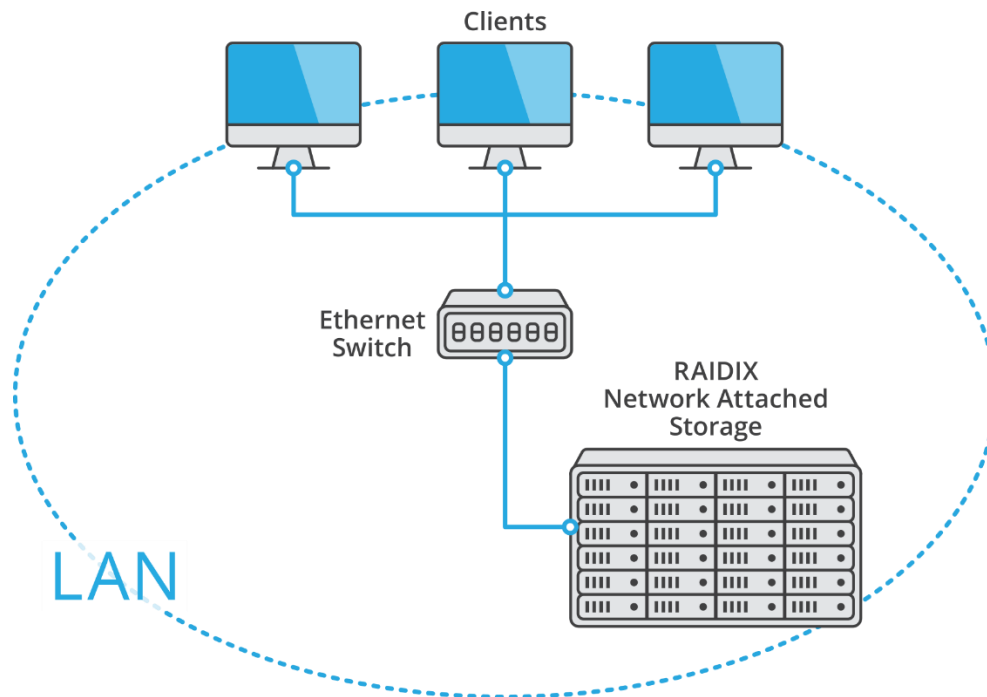 Clients
Ethernet
Switch
RAIDIX
Network Attached
Storage
LAN